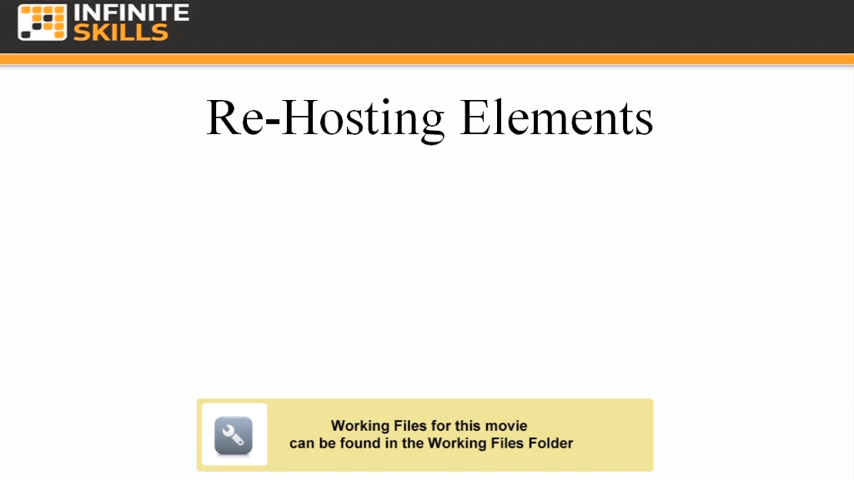 INFINITE
SKILLS
Re-Hosting Elements
Working Files for this movie
can be found in the Working Files Folder